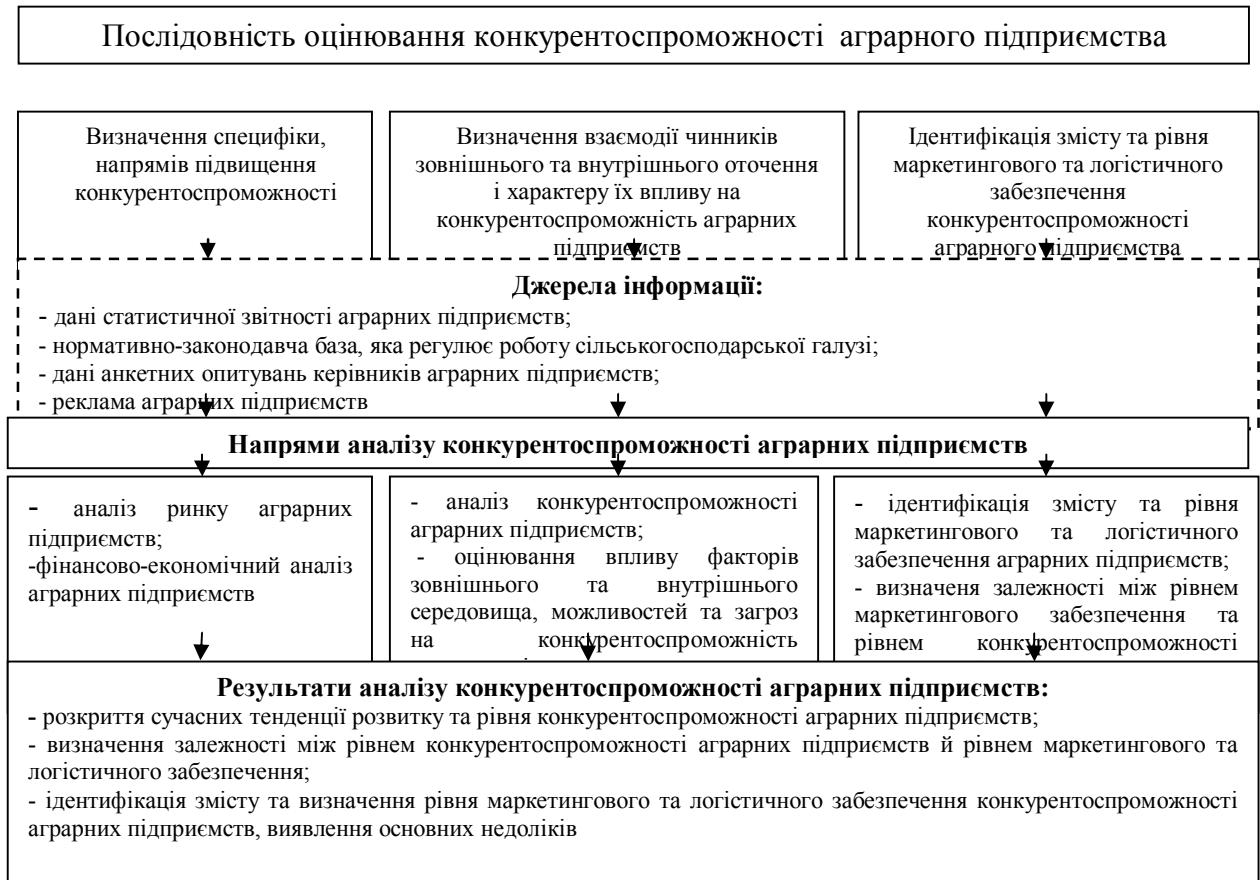 Послідовність оцінювання конкурентоспроможності аграрного підприємства
Визначення специфіки,
напрямів підвищення
конкурентоспроможності
Визначення взаємодії чинників
зовнішнього та внутрішнього оточення
і характеру їх впливу на
конкурентоспроможність аграрних
підприємств
Ідентифікація змісту та рівня
маркетингового та логістичного
забезпечення
конкурентоспроможності
аграрного підприємства
Джерела інформації:
- дані статистичної звітності аграрних підприємств;
- нормативно-законодавча база, яка регулює роботу сільськогосподарської галузі;
- дані анкетних опитувань керівників аграрних підприємств;
- реклама аграрних підприємств
Напрями аналізу конкурентоспроможності аграрних підприємств
- аналіз ринку аграрних
підприємств;
-фінансово-економічний аналіз
аграрних підприємств
- аналіз конкурентоспроможності
аграрних підприємств;
- оцінювання впливу факторів
зовнішнього та внутрішнього
середовища, можливостей та загроз
на конкурентоспроможність
- ідентифікація змісту та рівня
маркетингового та логістичного
забезпечення аграрних підприємств;
- визначеня залежності між рівнем
маркетингового забезпечення та
рівнем конкурентоспроможності
Результати аналізу конкурентоспроможності аграрних підприємств:
- розкриття сучасних тенденції розвитку та рівня конкурентоспроможності аграрних підприємств;
- визначення залежності між рівнем конкурентоспроможності аграрних підприємств й рівнем маркетингового та
логістичного забезпечення;
- ідентифікація змісту та визначення рівня маркетингового та логістичного забезпечення конкурентоспроможності
аграрних підприємств, виявлення основних недоліків